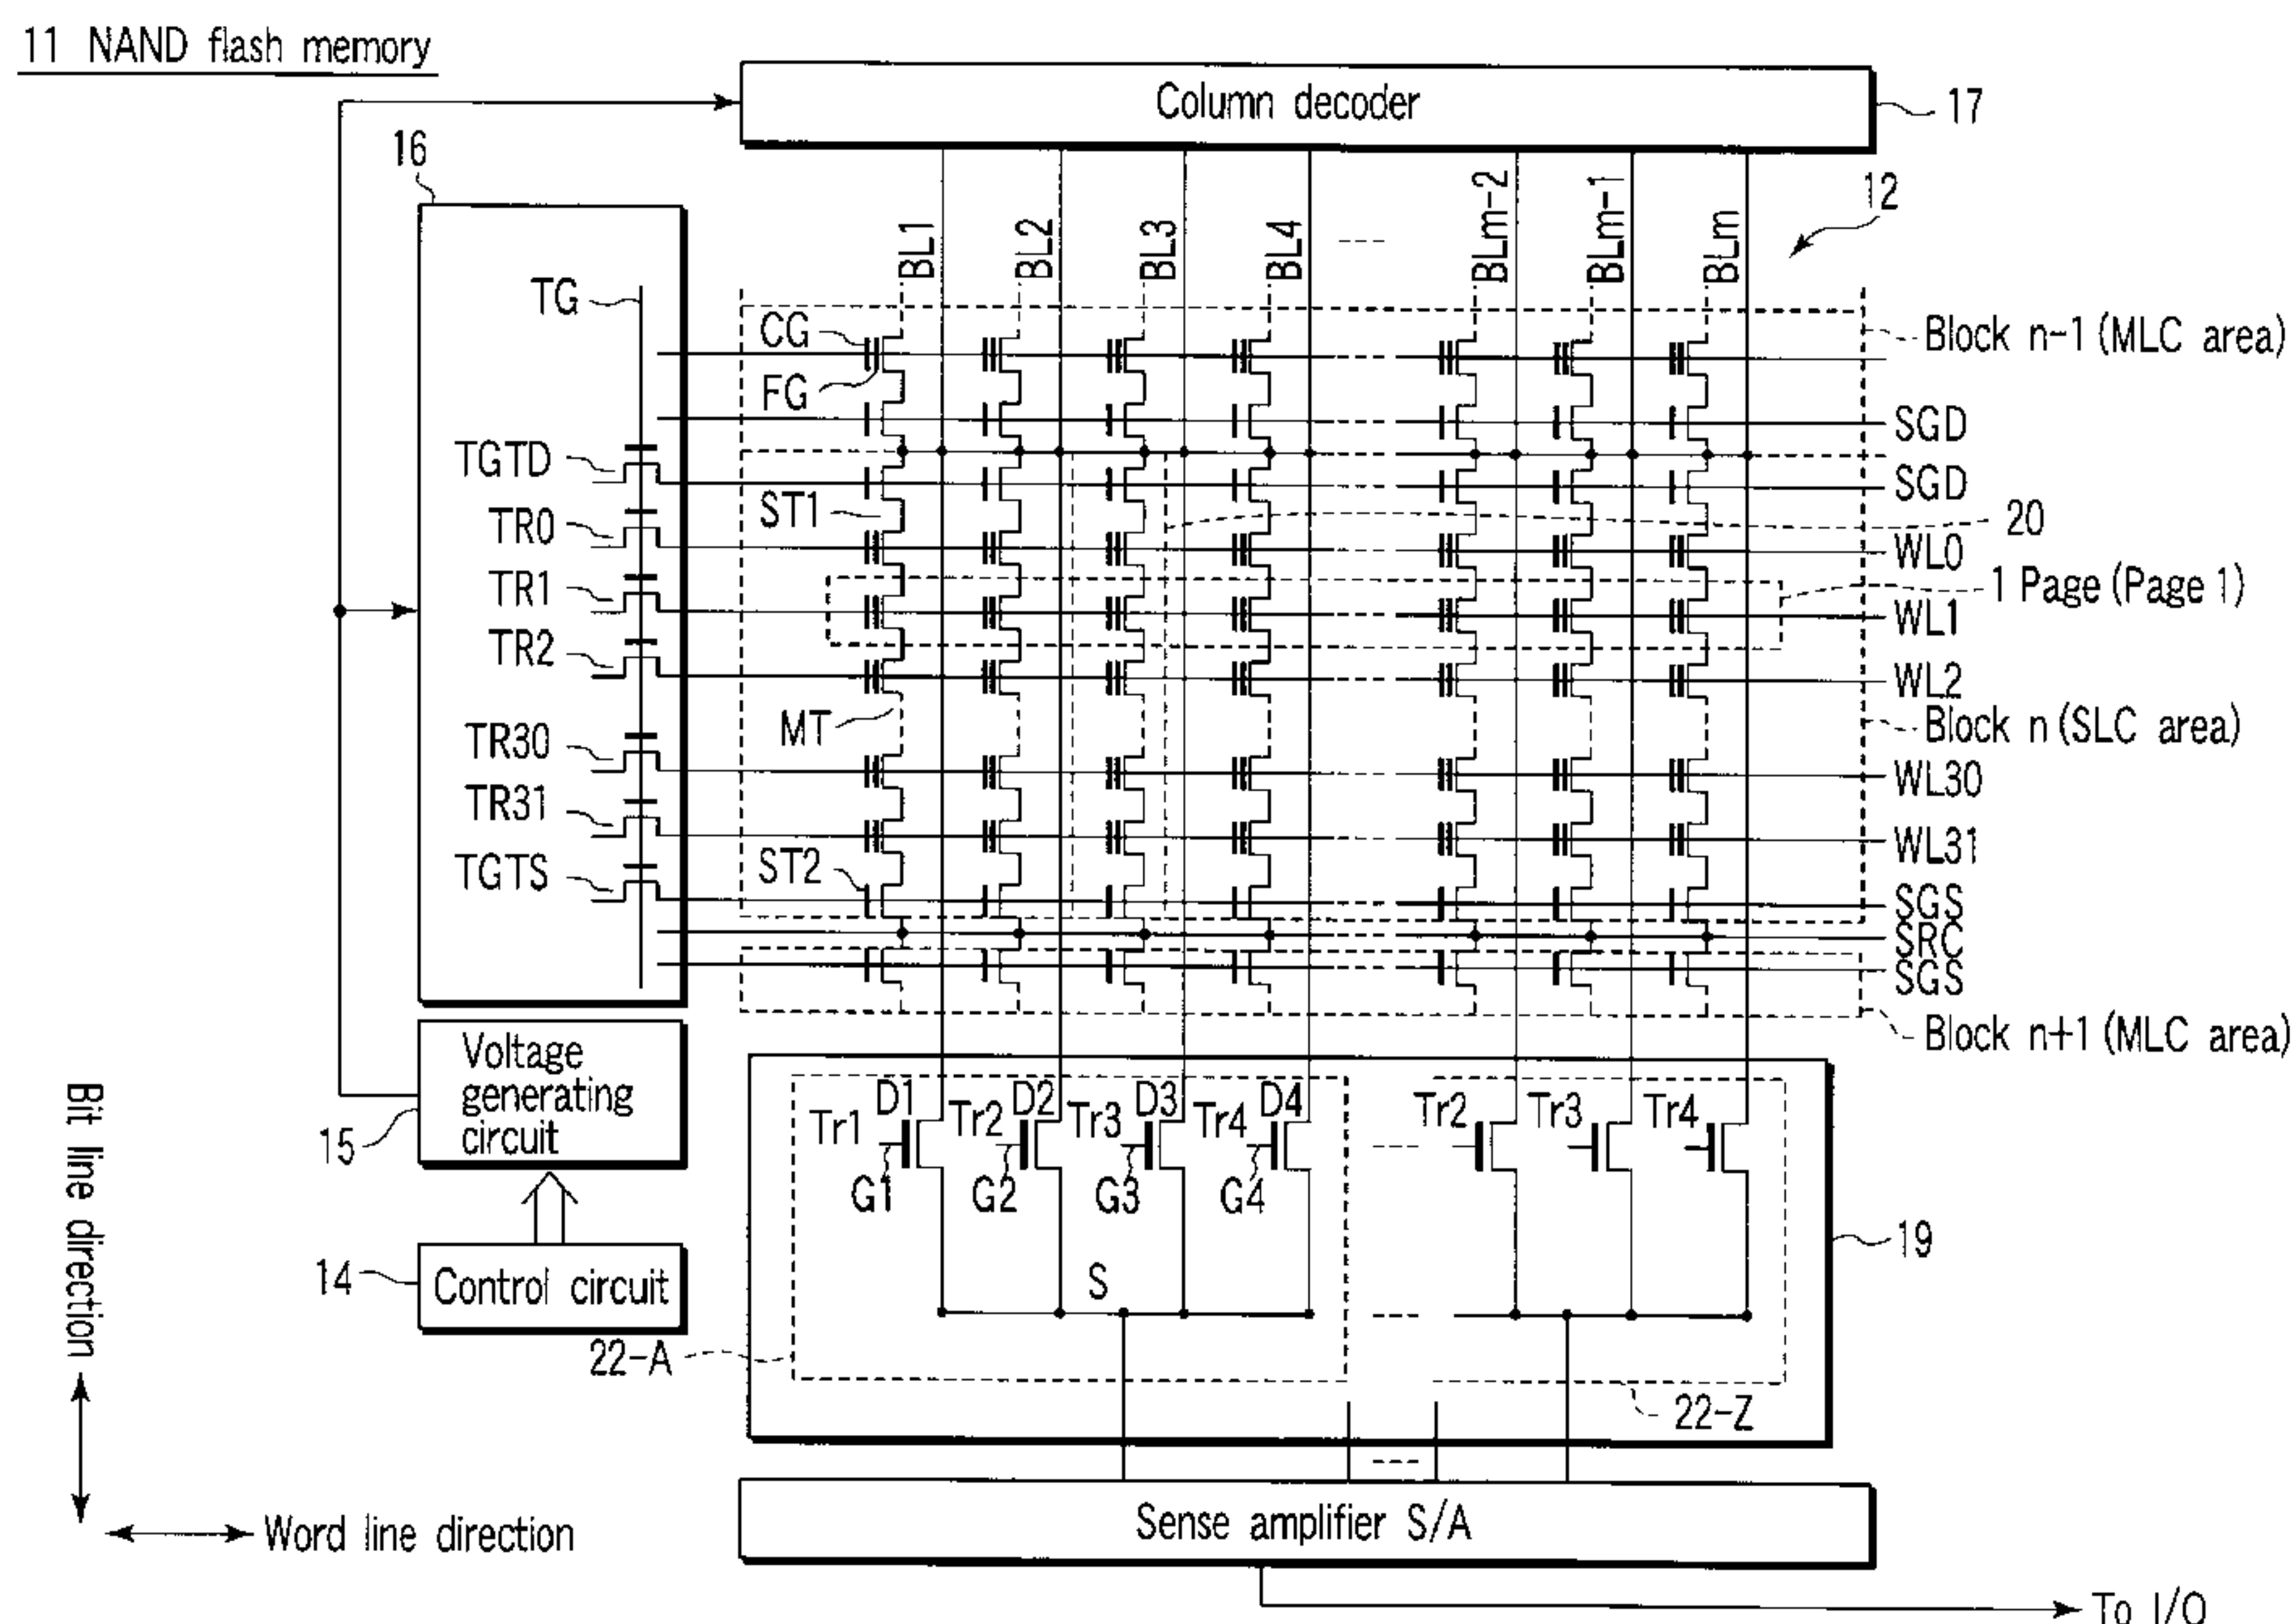 11 NAND flash memory
Column decoder
17
16
12
BL1
BL2
BL3
BL4
BLm-2
BLm-1
BLm
TG
CG
FG
Block n-1 (MLC area)
SGD
TGTD
SGD
ST1
20
TR0
WL0
TR1
1 Page (Page 1)
WL1
TR2
WL2
MT
Block n (SLC area)
TR30
WL30
TR31
WL31
TGTS
ST2
SGS
SRC
SGS
Block n+1 (MLC area)
Voltage
generating
circuit
15
Bit line direction
Tr1
D1
Tr2
D2
Tr3
D3
Tr4
D4
Tr2
Tr3
Tr4
G1
G2
G3
G4
19
14
Control circuit
S
22-A
22-Z
Word line direction
Sense amplifier S/A
To I/O